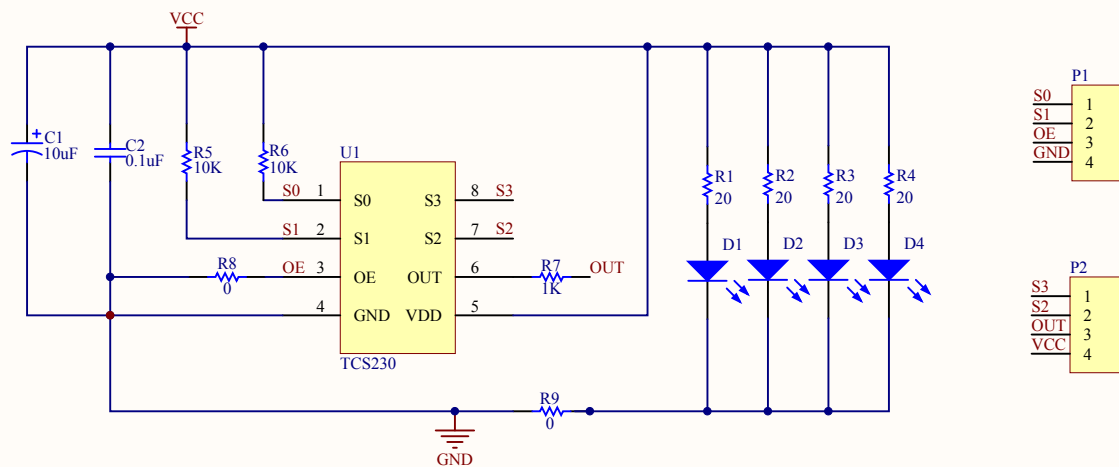 VCC
C1
10uF
C2
0.1uF
R5
10K
R6
10K
U1
S0 1 S0 S3 8 S3
S1 2 S1 S2 7 S2
R8
0
OE 3 OE OUT 6 R7 OUT
1K
4 GND VDD 5
TCS230
R1
20
R2
20
R3
20
R4
20
D1
D2
D3
D4
R9
0
GND
P1
S0 1
S1 2
OE 3
GND 4
P2
S3 1
S2 2
OUT 3
VCC 4